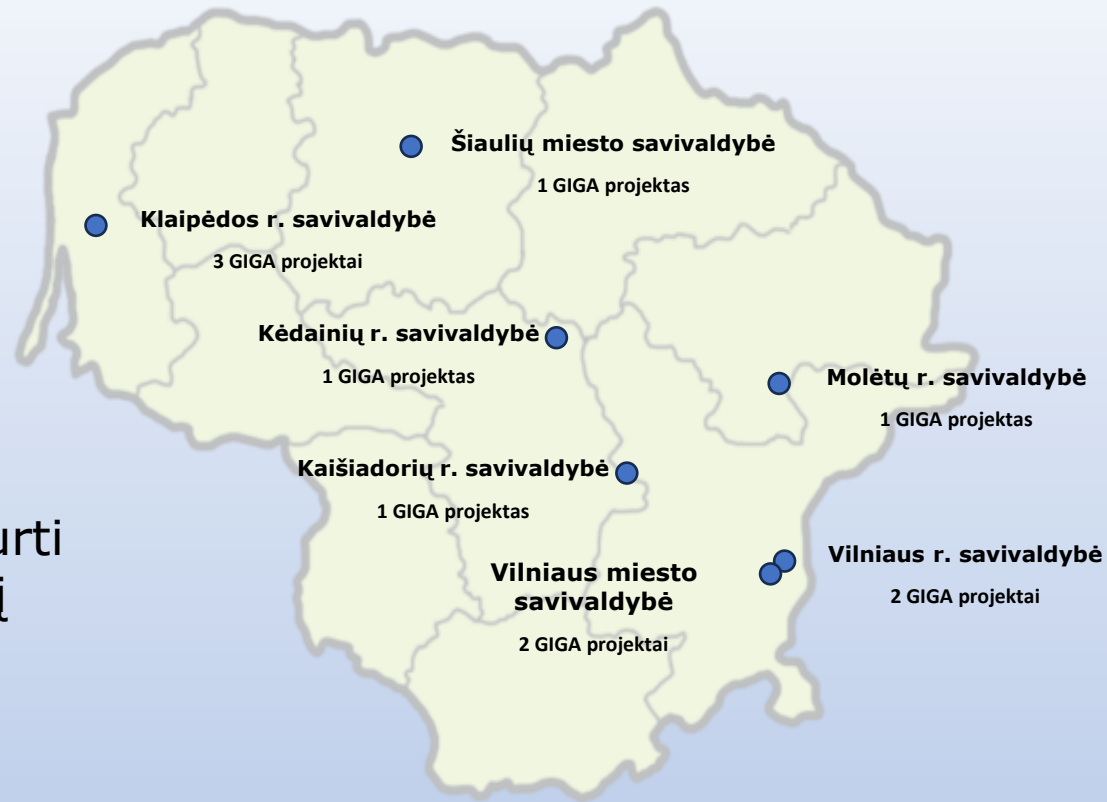 Šiaulių miesto savivaldybė
1 GIGA projektas
Klaipėdos r. savivaldybė
3 GIGA projektai
Kėdainių r. savivaldybė
1 GIGA projektas
Molėtų r. savivaldybė
1 GIGA projektas
Kaišiadorių r. savivaldybė
1 GIGA projektas
urti
į
Vilniaus miesto
savivaldybė
2 GIGA projektai
Vilniaus r. savivaldybė
2 GIGA projektai